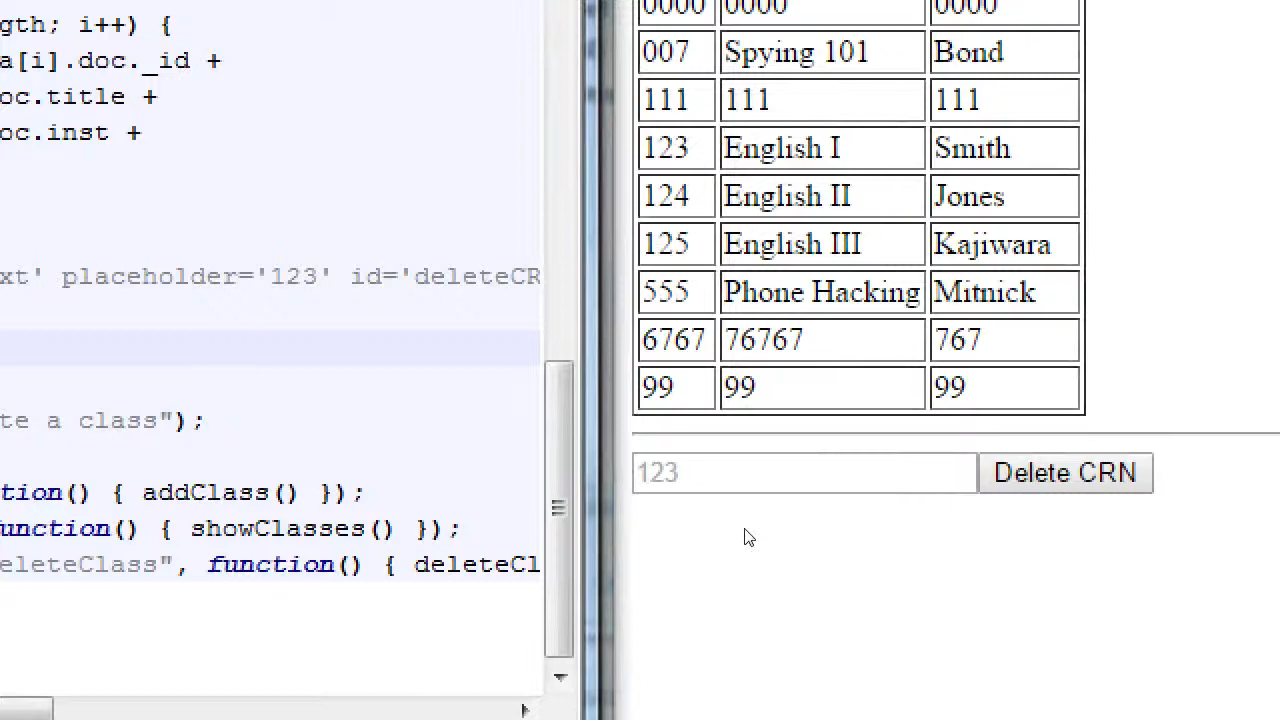 gth; i++) {
a[i].doc._id +
oc.title +
oc.inst +
xt' placeholder='123' id='deleteCR
te a class");
tion() { addClass() });
unction() { showClasses() });
eleteClass", function() { deleteCl
0000 0000 0000
007 Spying 101 Bond
111 111 111
123 English I Smith
124 English II Jones
125 English III Kajiwara
555 Phone Hacking Mitnick
6767 76767 767
99 99 99
123 Delete CRN